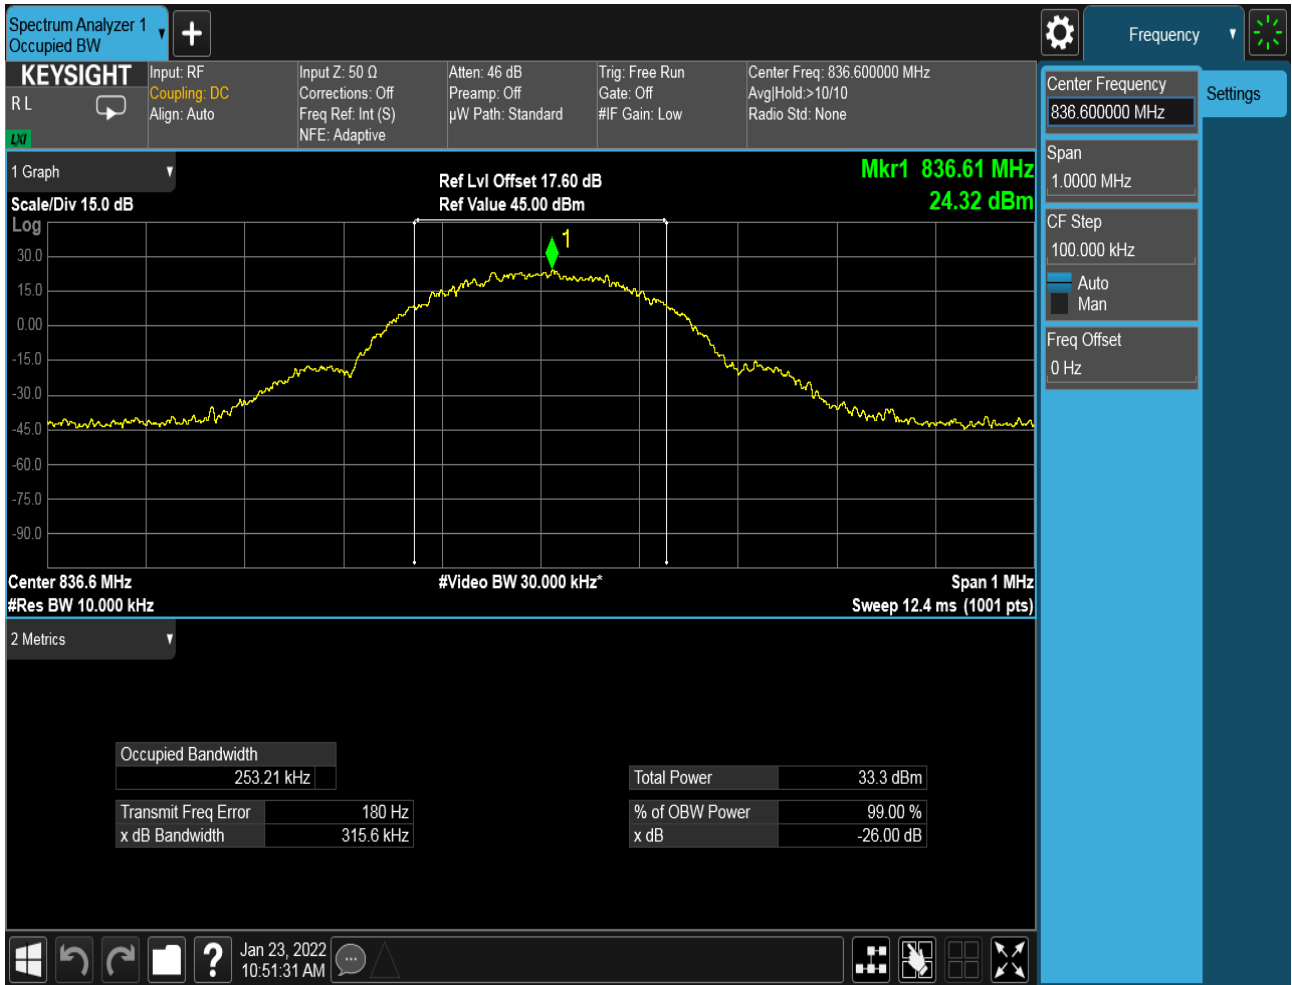 Spectrum Analyzer 1
Occupied BW
Frequency
KEYSIGHT
R L
LXI
Input: RF
Coupling: DC
Align: Auto
Input Z: 50 Ω
Corrections: Off
Freq Ref: Int (S)
NFE: Adaptive
Atten: 46 dB
Preamp: Off
µW Path: Standard
Trig: Free Run
Gate: Off
#IF Gain: Low
Center Freq: 836.600000 MHz
Avg|Hold:>10/10
Radio Std: None
Center Frequency
836.600000 MHz
Settings
Span
1.0000 MHz
CF Step
100.000 kHz
Auto
Man
Freq Offset
0 Hz
1 Graph
Scale/Div 15.0 dB
Log
Ref Lvl Offset 17.60 dB
Ref Value 45.00 dBm
Mkr1 836.61 MHz
24.32 dBm
1
30.0
15.0
0.00
-15.0
-30.0
-45.0
-60.0
-75.0
-90.0
Center 836.6 MHz
#Video BW 30.000 kHz*
Span 1 MHz
#Res BW 10.000 kHz
Sweep 12.4 ms (1001 pts)
2 Metrics
Occupied Bandwidth
253.21 kHz
Total Power 33.3 dBm
Transmit Freq Error 180 Hz
% of OBW Power 99.00 %
x dB Bandwidth 315.6 kHz
x dB -26.00 dB
?
Jan 23, 2022
10:51:31 AM